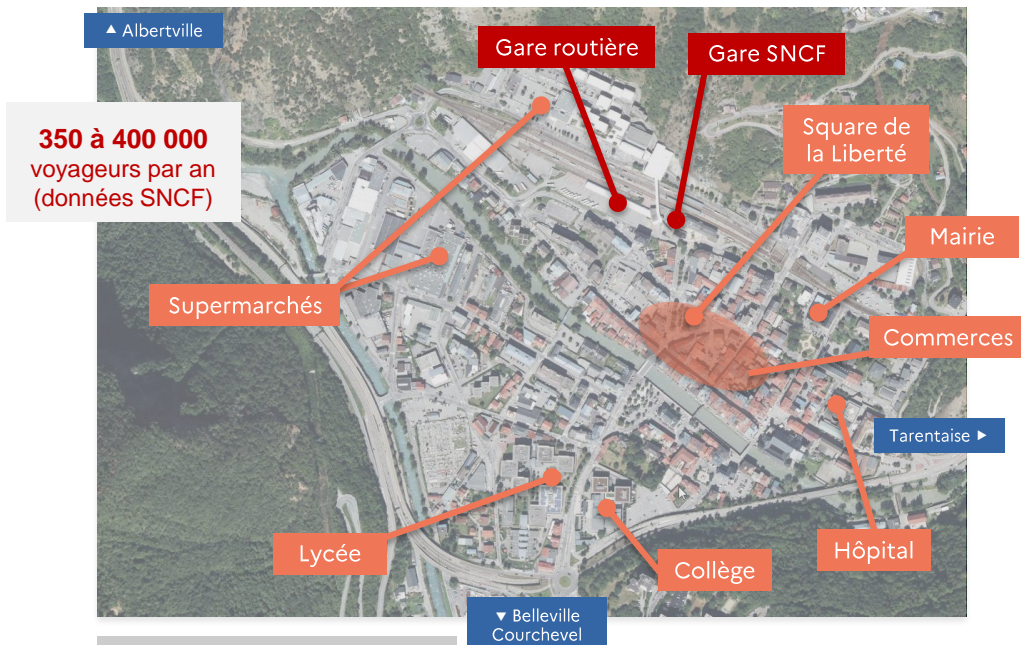 ▲ Albertville
Gare routière
Gare SNCF
350 à 400 000
voyageurs par an
(données SNCF)
Square de
la Liberté
Mairie
Supermarchés
Commerces
Tarentaise ►
Lycée
Collège
Hôpital
▼ Belleville
Courchevel